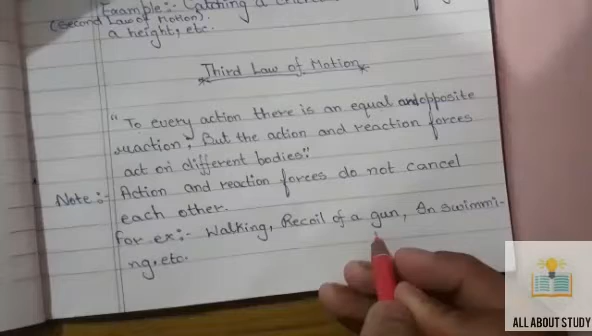 Example:- Catching a
(Second Law of Motion).
a height, etc.
Third Law of Motion
"To every action there is an equal and opposite
reaction. But the action and reaction forces
act on different bodies."
Note:- Action and reaction forces do not cancel
each other.
For ex:- Walking, Recoil of a gun, In swimmi-
ng, etc.
ALL ABOUT STUDY